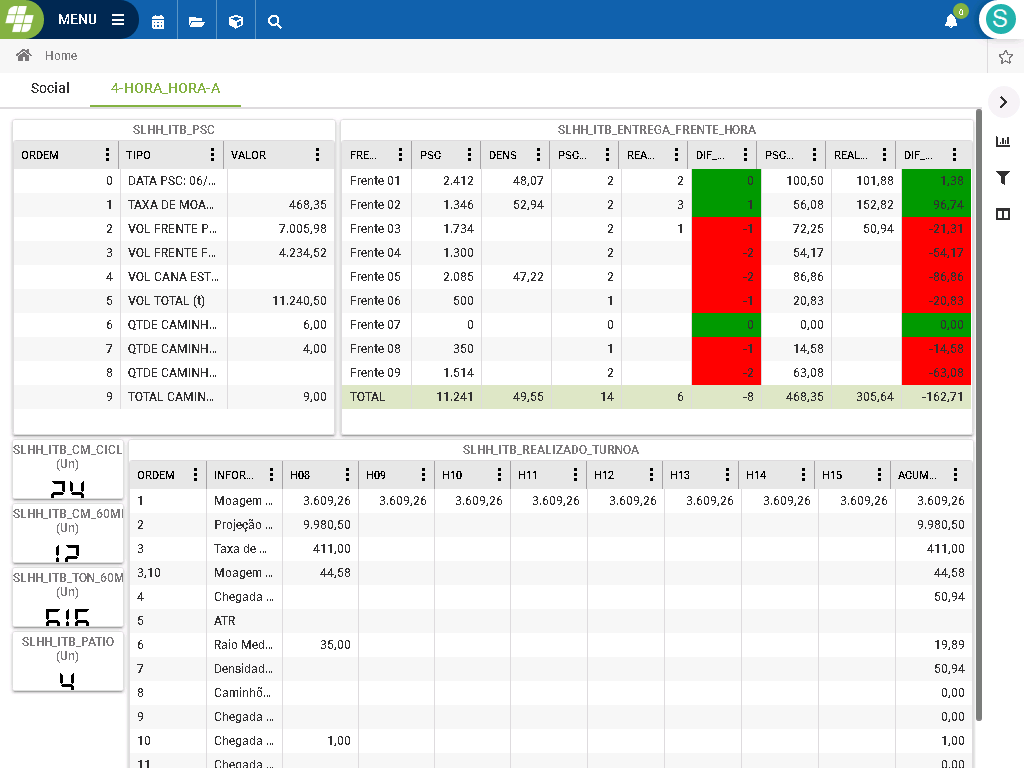 MENU
0
S
Home
Social 4-HORA_HORA-A
SLHH_ITB_PSC
ORDEM TIPO VALOR
0 DATA PSC: 06/...
1 TAXA DE MOA... 468,35
2 VOL FRENTE P... 7.005,98
3 VOL FRENTE F... 4.234,52
4 VOL CANA EST...
5 VOL TOTAL (t) 11.240,50
6 QTDE CAMINH... 6,00
7 QTDE CAMINH... 4,00
8 QTDE CAMINH...
9 TOTAL CAMIN... 9,00
SLHH_ITB_ENTREGA_FRENTE_HORA
FRE... PSC DENS PSC... REA... DIF_... PSC... REAL... DIF_...
Frente 01 2.412 48,07 2 2 0 100,50 101,88 1,38
Frente 02 1.346 52,94 2 3 1 56,08 152,82 96,74
Frente 03 1.734 2 1 -1 72,25 50,94 -21,31
Frente 04 1.300 2 -2 54,17 -54,17
Frente 05 2.085 47,22 2 -2 86,86 -86,86
Frente 06 500 1 -1 20,83 -20,83
Frente 07 0 0 0 0,00 0,00
Frente 08 350 1 -1 14,58 -14,58
Frente 09 1.514 2 -2 63,08 -63,08
TOTAL 11.241 49,55 14 6 -8 468,35 305,64 -162,71
SLHH_ITB_CM_CICL
(Un)
24
SLHH_ITB_CM_60MI
(Un)
12
SLHH_ITB_TON_60M
(Un)
616
SLHH_ITB_PATIO
(Un)
4
SLHH_ITB_REALIZADO_TURNOA
ORDEM INFOR... H08 H09 H10 H11 H12 H13 H14 H15 ACUM...
1 Moagem ... 3.609,26 3.609,26 3.609,26 3.609,26 3.609,26 3.609,26 3.609,26 3.609,26 3.609,26
2 Projeção ... 9.980,50 9.980,50
3 Taxa de ... 411,00 411,00
3,10 Moagem ... 44,58 44,58
4 Chegada ... 50,94
5 ATR
6 Raio Med... 35,00 19,89
7 Densidad... 50,94
8 Caminhõ... 0,00
9 Chegada ... 0,00
10 Chegada ... 1,00 1,00
11 Chegada ... 0,00